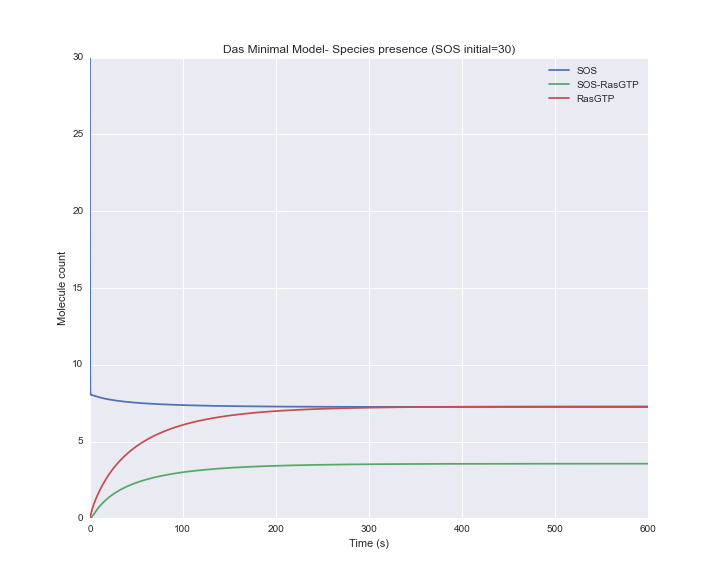 Das Minimal Model- Species presence (SOS initial=30)
SOS
SOS-RasGTP
RasGTP
30
25
20
15
10
5
0
Molecule count
0 100 200 300 400 500 600
Time (s)